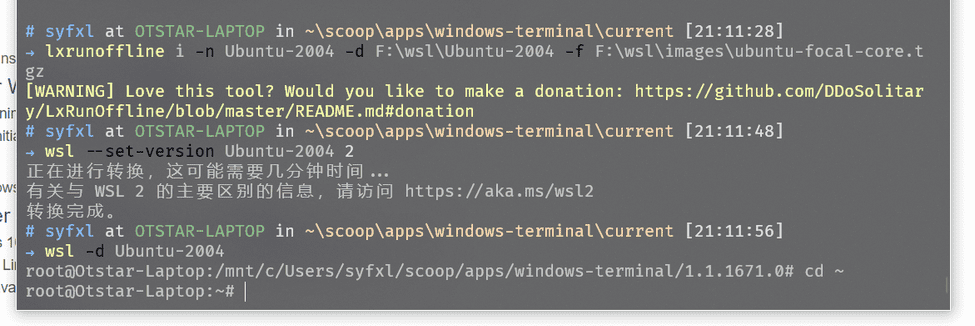 # syfxl at OTSTAR-LAPTOP in ~\scoop\apps\windows-terminal\current [21:11:28]
→ lxrunoffline i -n Ubuntu-2004 -d F:\wsl\Ubuntu-2004 -f F:\wsl\images\ubuntu-focal-core.t
gz
[WARNING] Love this tool? Would you like to make a donation: https://github.com/DDoSolitar
y/LxRunOffline/blob/master/README.md#donation
# syfxl at OTSTAR-LAPTOP in ~\scoop\apps\windows-terminal\current [21:11:48]
→ wsl --set-version Ubuntu-2004 2
正在进行转换，这可能需要几分钟时间...
有关与 WSL 2 的主要区别的信息，请访问 https://aka.ms/wsl2
转换完成。
# syfxl at OTSTAR-LAPTOP in ~\scoop\apps\windows-terminal\current [21:11:56]
→ wsl -d Ubuntu-2004
root@Otstar-Laptop:/mnt/c/Users/syfxl/scoop/apps/windows-terminal/1.1.1671.0# cd ~
root@Otstar-Laptop:~#